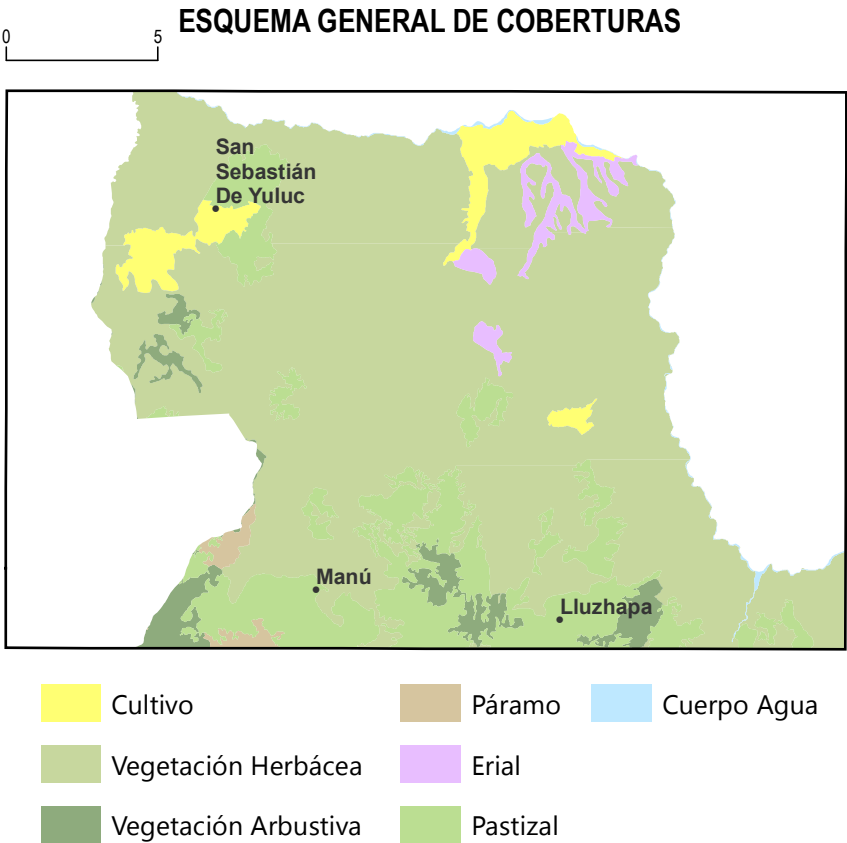 ESQUEMA GENERAL DE COBERTURAS
0 5
San
Sebastián
De Yuluc
Manú
Lluzhapa
Cultivo
Páramo
Cuerpo Agua
Vegetación Herbácea
Erial
Vegetación Arbustiva
Pastizal